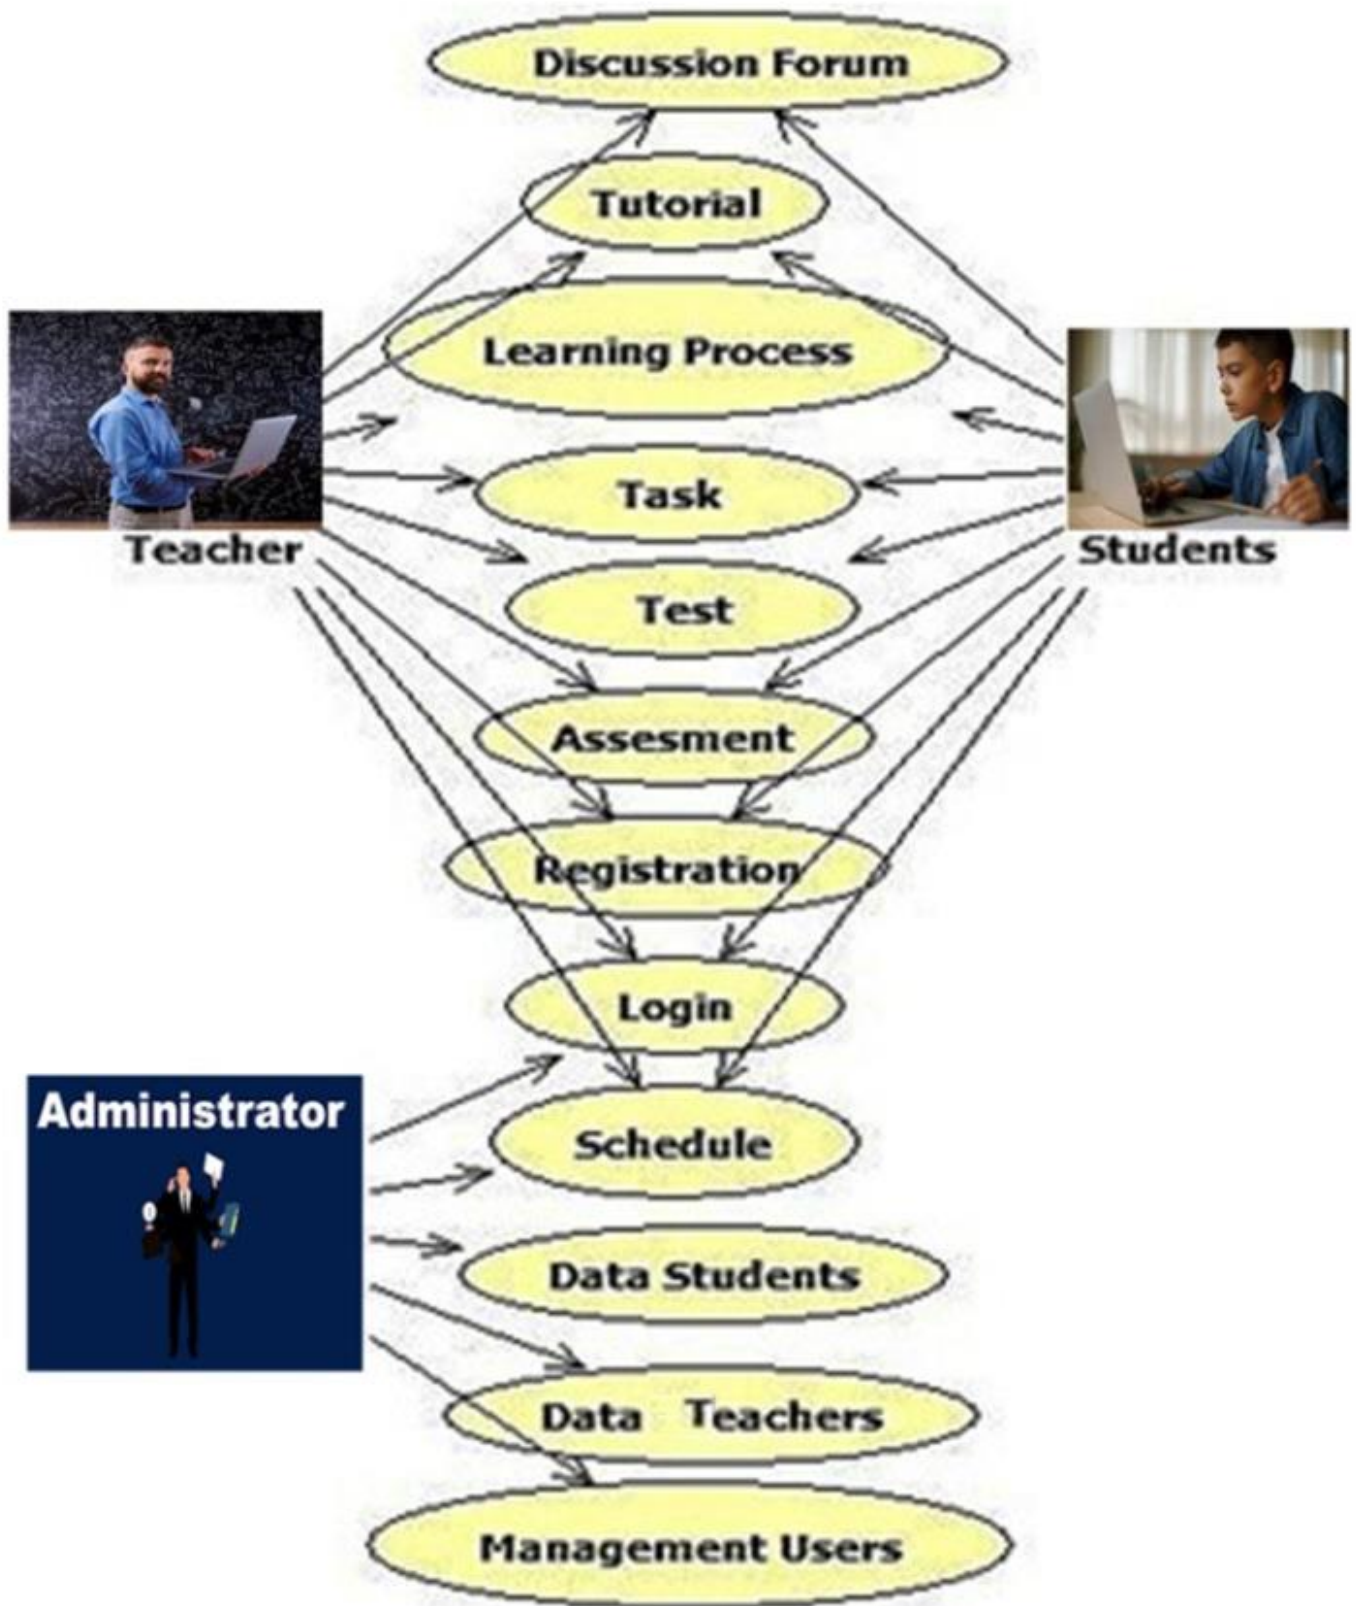 Discussion Forum
Tutorial
Learning Process
Task
Teacher
Students
Test
Assesment
Registration
Login
Administrator
Schedule
Data Students
Data Teachers
Management Users